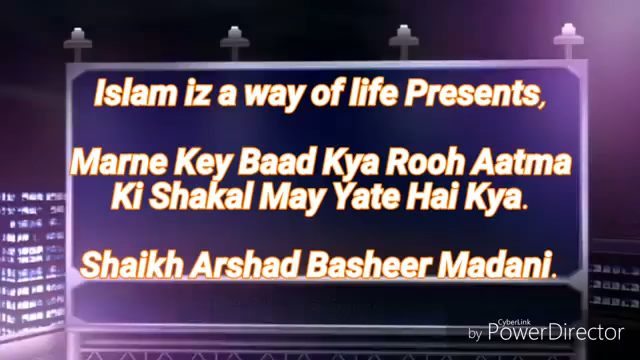 Islam iz a way of life Presents,
Marne Key Baad Kya Rooh Aatma
Ki Shakal May Yate Hai Kya.
Shaikh Arshad Basheer Madani.
CyberLink
by PowerDirector